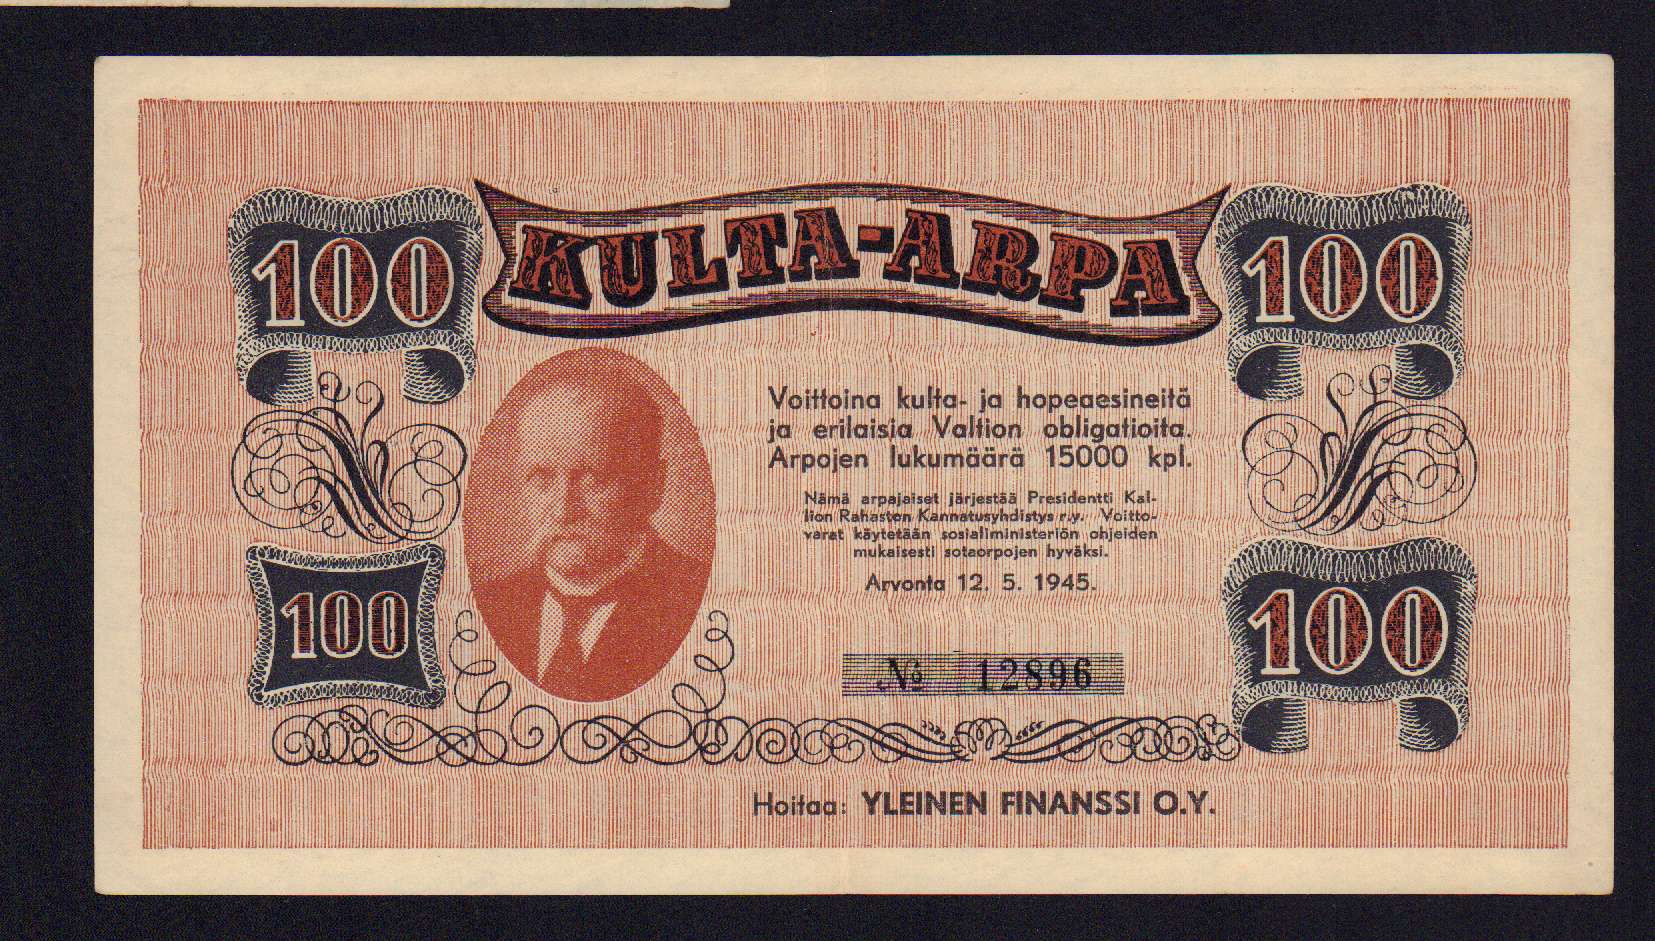 KULTA-ARPA
100
100
Voittoina kulta- ja hopeaesineitä
ja erilaisia Valtion obligatioita.
Arpojen lukumäärä 15000 kpl.
Nämä arpajaiset järjestää Presidentti Kal-
lion Rahaston Kannatusyhdistys r.y. Voitto-
varat käytetään sosialiministeriön ohjeiden
mukaisesti sotaorpojen hyväksi.
Arvonta 12. 5. 1945.
100
100
№ 12896
Hoitaa: YLEINEN FINANSSI O.Y.